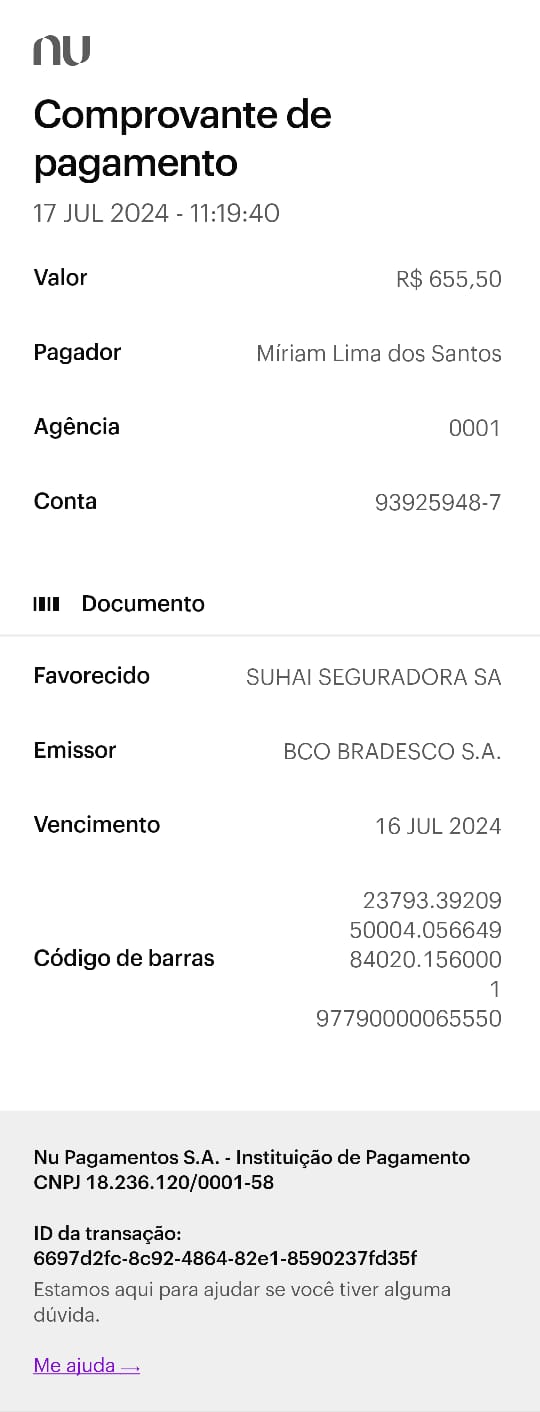 nu
Comprovante de
pagamento
17 JUL 2024 - 11:19:40
Valor R$ 655,50
Pagador Míriam Lima dos Santos
Agência 0001
Conta 93925948-7
Documento
Favorecido SUHAI SEGURADORA SA
Emissor BCO BRADESCO S.A.
Vencimento 16 JUL 2024
Código de barras 23793.39209
50004.056649
84020.156000
1
97790000065550
Nu Pagamentos S.A. - Instituição de Pagamento
CNPJ 18.236.120/0001-58
ID da transação:
6697d2fc-8c92-4864-82e1-8590237fd35f
Estamos aqui para ajudar se você tiver alguma
dúvida.
Me ajuda →